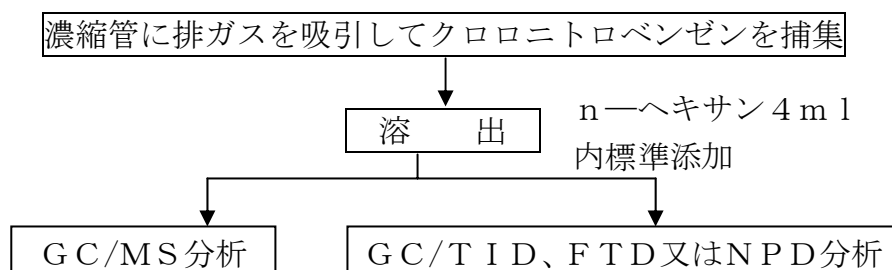 濃縮管に排ガスを吸引してクロロニトロベンゼンを捕集
溶　　出
n―ヘキサン４ｍｌ
内標準添加
ＧＣ/ＭＳ分析
ＧＣ/ＴＩＤ、ＦＴＤ又はＮＰＤ分析